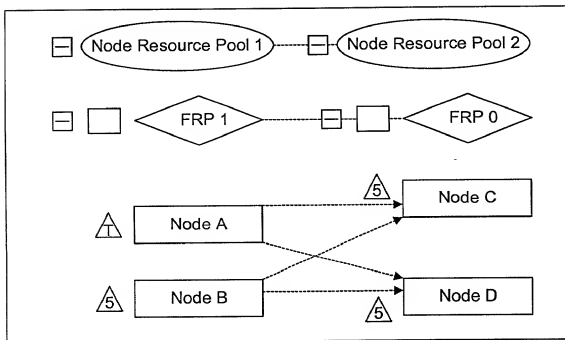 Node Resource Pool 1
Node Resource Pool 2
FRP 1
FRP 0
5
Node C
T
Node A
5
Node B
5
Node D